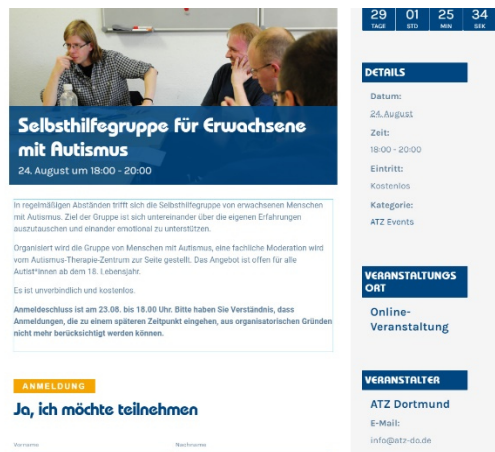 Selbsthilfegruppe für Erwachsene
mit Autismus
24. August um 18:00 - 20:00
In regelmäßigen Abständen trifft sich die Selbsthilfegruppe von erwachsenen Menschen
mit Autismus. Ziel der Gruppe ist sich untereinander über die eigenen Erfahrungen
auszutauschen und einander emotional zu unterstützen.
Organisiert wird die Gruppe von Menschen mit Autismus, eine fachliche Moderation wird
vom Autismus-Therapie-Zentrum zur Seite gestellt. Das Angebot ist offen für alle
Autist*innen ab dem 18. Lebensjahr.
Es ist unverbindlich und kostenlos.
Anmeldeschluss ist am 23.08. bis 18.00 Uhr. Bitte haben Sie Verständnis, dass
Anmeldungen, die zu einem späteren Zeitpunkt eingehen, aus organisatorischen Gründen
nicht mehr berücksichtigt werden können.
ANMELDUNG
Ja, ich möchte teilnehmen
Vorname Nachname
29 01 25 34
TAGE STD MIN SEK
DETAILS
Datum:
24. August
Zeit:
18:00 - 20:00
Eintritt:
Kostenlos
Kategorie:
ATZ Events
VERANSTALTUNGS
ORT
Online-
Veranstaltung
VERANSTALTER
ATZ Dortmund
E-Mail:
info@atz-do.de